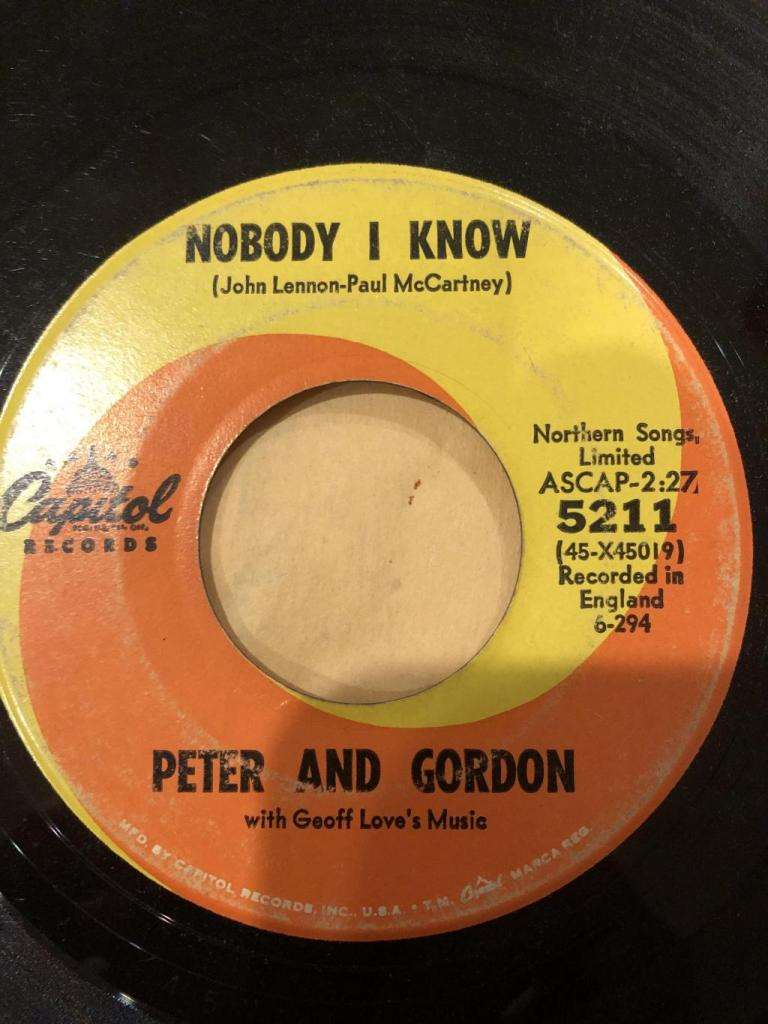 NOBODY I KNOW
(John Lennon-Paul McCartney)
Capitol
RECORDS
Northern Songs,
Limited
ASCAP-2:27
5211
(45-X45019)
Recorded in
England
6-294
PETER AND GORDON
with Geoff Love's Music
MFD. BY CAPITOL RECORDS, INC., U.S.A. • T.M. Capitol MARCA REG.